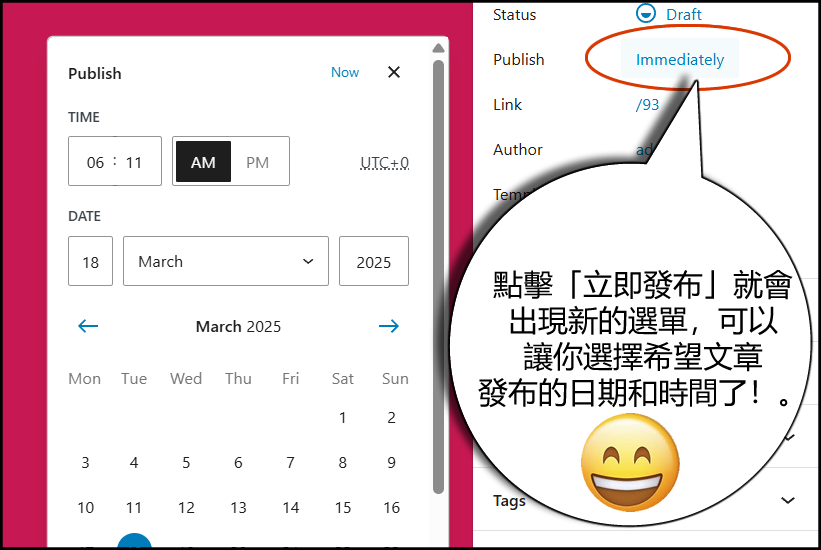 Publish
Now
TIME
06 : 11
AM
PM
UTC+0
DATE
18
March
2025
March 2025
Mon Tue Wed Thu Fri Sat Sun
1 2
3 4 5 6 7 8 9
10 11 12 13 14 15 16
Status
Draft
Publish
Immediately
Link
/93
Author
點擊「立即發布」就會
出現新的選單，可以
讓你選擇希望文章
發布的日期和時間了！。
Tags